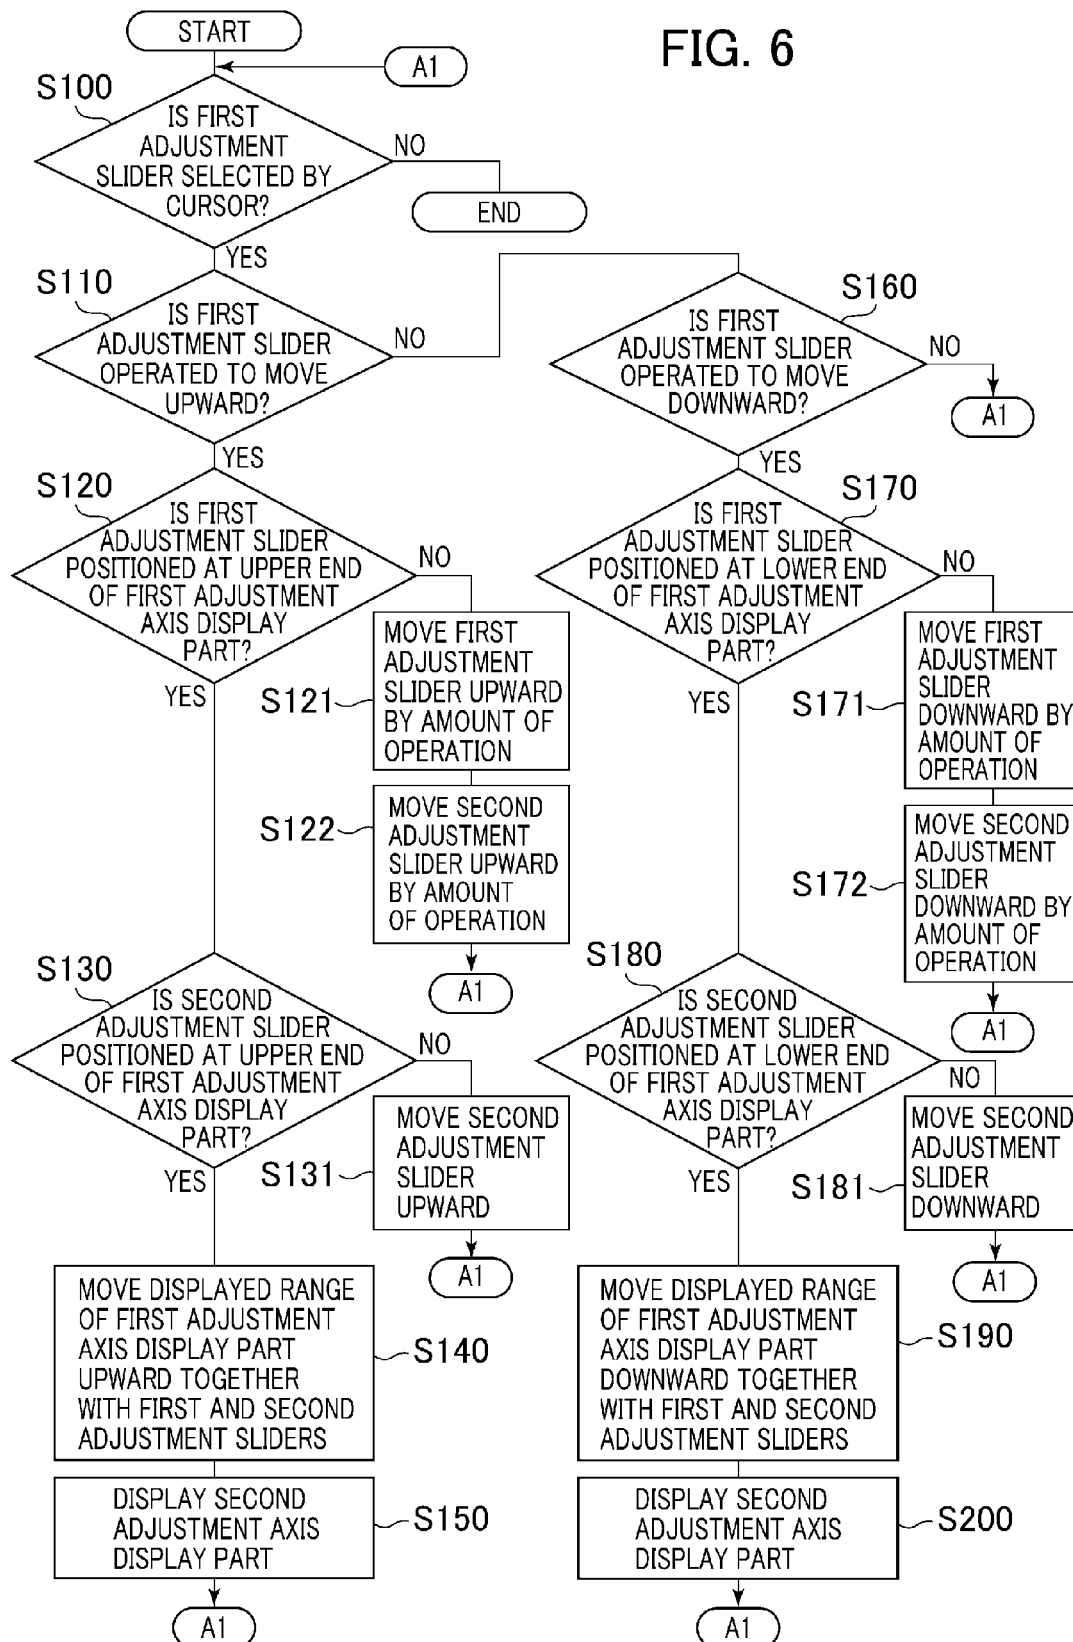 FIG. 6
START
A1
S100
IS FIRST
ADJUSTMENT
SLIDER SELECTED BY
CURSOR?
NO
END
YES
S110
IS FIRST
ADJUSTMENT SLIDER
OPERATED TO MOVE
UPWARD?
NO
YES
S120
IS FIRST
ADJUSTMENT SLIDER
POSITIONED AT UPPER END
OF FIRST ADJUSTMENT
AXIS DISPLAY
PART?
NO
YES
S121
MOVE FIRST
ADJUSTMENT
SLIDER UPWARD
BY AMOUNT OF
OPERATION
S122
MOVE SECOND
ADJUSTMENT
SLIDER UPWARD
BY AMOUNT
OF OPERATION
A1
S130
IS SECOND
ADJUSTMENT SLIDER
POSITIONED AT UPPER END
OF FIRST ADJUSTMENT
AXIS DISPLAY
PART?
NO
YES
S131
MOVE SECOND
ADJUSTMENT
SLIDER
UPWARD
A1
MOVE DISPLAYED RANGE
OF FIRST ADJUSTMENT
AXIS DISPLAY PART
UPWARD TOGETHER
WITH FIRST AND SECOND
ADJUSTMENT SLIDERS
S140
DISPLAY SECOND
ADJUSTMENT AXIS
DISPLAY PART
S150
A1
S160
IS FIRST
ADJUSTMENT SLIDER
OPERATED TO MOVE
DOWNWARD?
NO
A1
YES
S170
IS FIRST
ADJUSTMENT SLIDER
POSITIONED AT LOWER END
OF FIRST ADJUSTMENT
AXIS DISPLAY
PART?
NO
YES
S171
MOVE FIRST
ADJUSTMENT
SLIDER
DOWNWARD BY
AMOUNT OF
OPERATION
S172
MOVE SECOND
ADJUSTMENT
SLIDER
DOWNWARD BY
AMOUNT OF
OPERATION
A1
S180
IS SECOND
ADJUSTMENT SLIDER
POSITIONED AT LOWER END
OF FIRST ADJUSTMENT
AXIS DISPLAY
PART?
NO
YES
S181
MOVE SECOND
ADJUSTMENT
SLIDER
DOWNWARD
A1
MOVE DISPLAYED RANGE
OF FIRST ADJUSTMENT
AXIS DISPLAY PART
DOWNWARD TOGETHER
WITH FIRST AND SECOND
ADJUSTMENT SLIDERS
S190
DISPLAY SECOND
ADJUSTMENT AXIS
DISPLAY PART
S200
A1